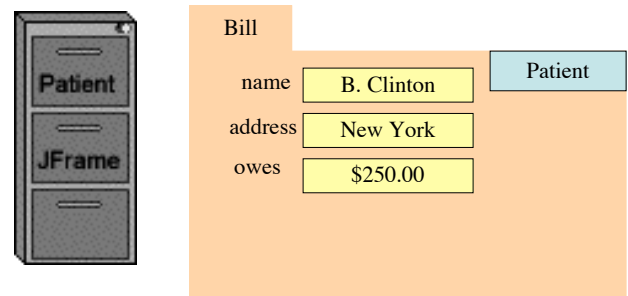 Patient
JFrame
Bill
Patient
name B. Clinton
address New York
owes $250.00